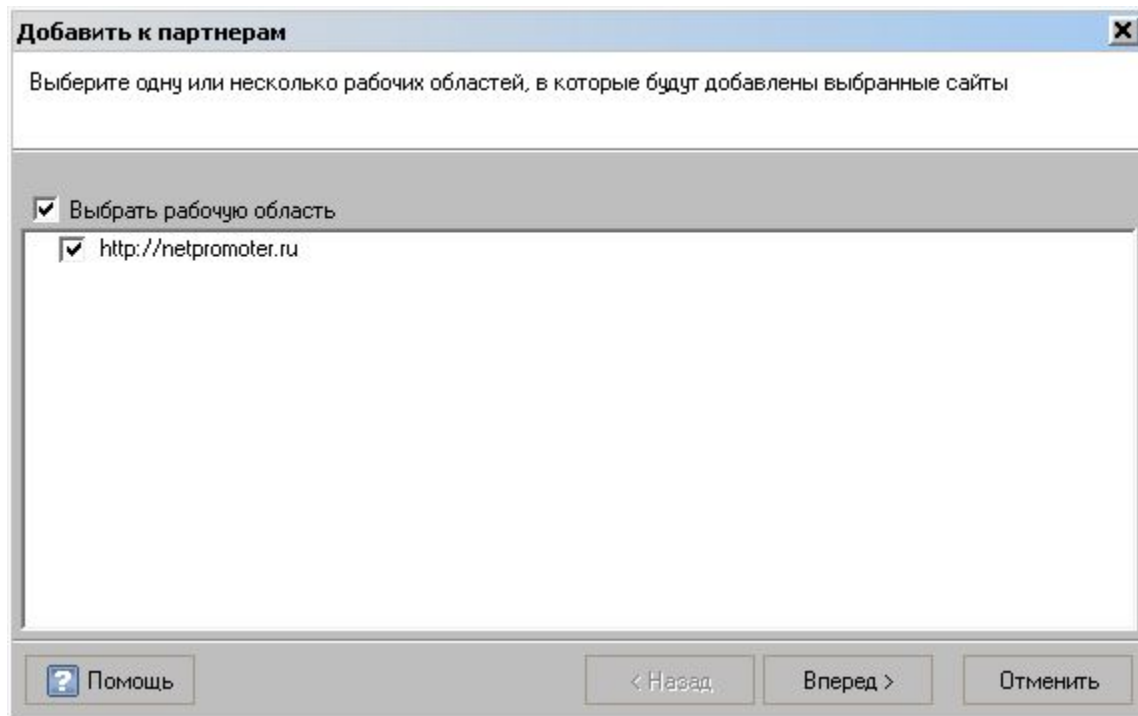 Добавить к партнерам
Выберите одну или несколько рабочих областей, в которые будут добавлены выбранные сайты
Выбрать рабочую область
http://netpromoter.ru
? Помощь
< Назад
Вперед >
Отменить